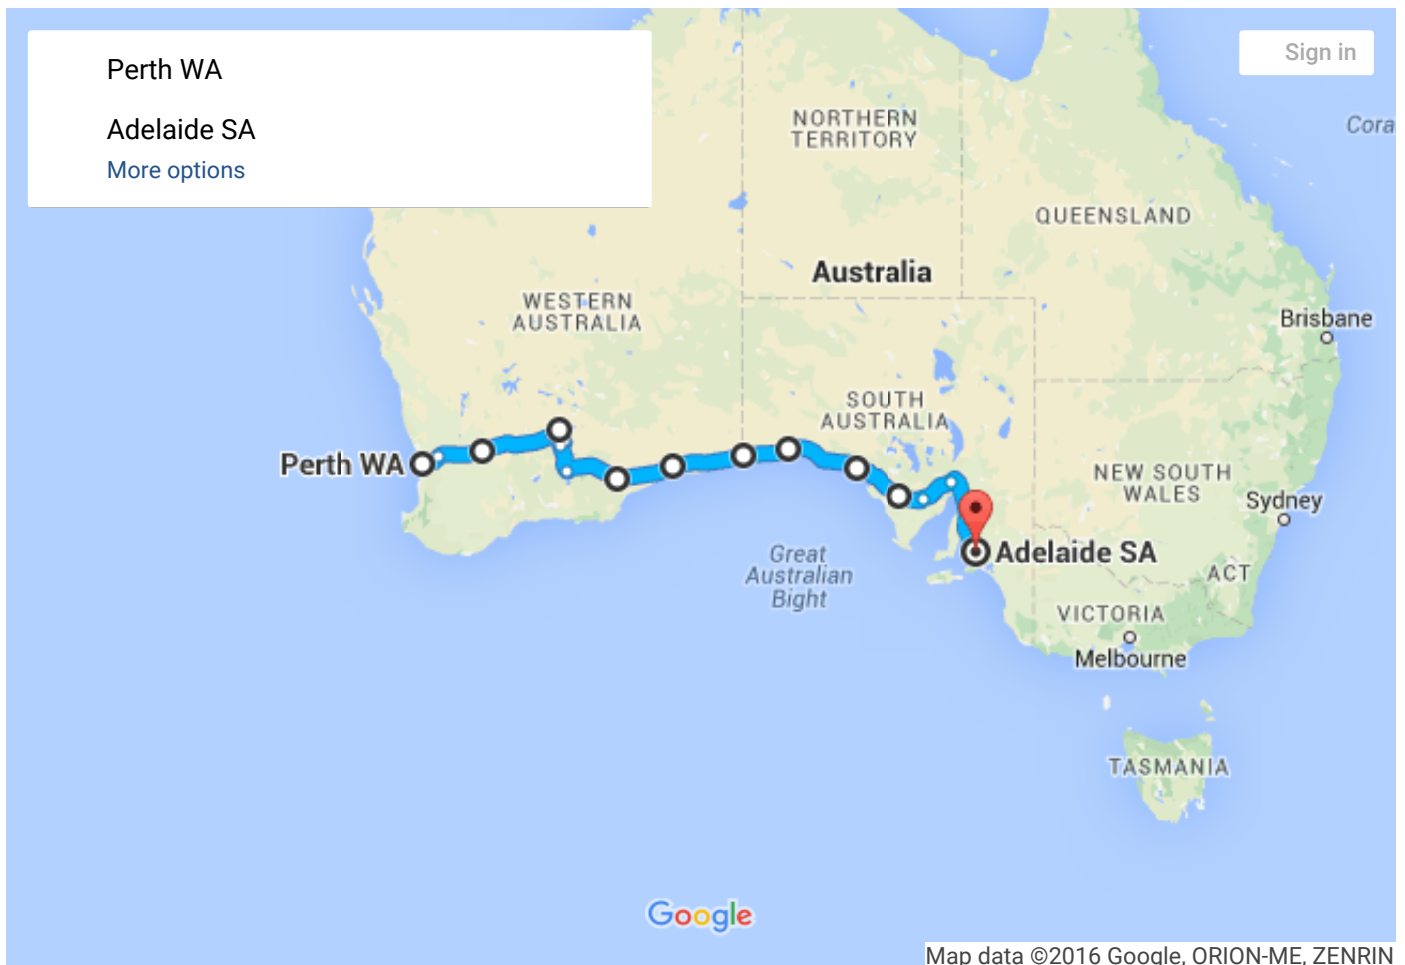 Perth WA
Adelaide SA
More options
Sign in
NORTHERN
TERRITORY
Cora
QUEENSLAND
Australia
WESTERN
AUSTRALIA
Brisbane
SOUTH
AUSTRALIA
Perth WA
NEW SOUTH
WALES
Sydney
Great
Australian
Bight
Adelaide SA
ACT
VICTORIA
Melbourne
TASMANIA
Google
Map data ©2016 Google, ORION-ME, ZENRIN